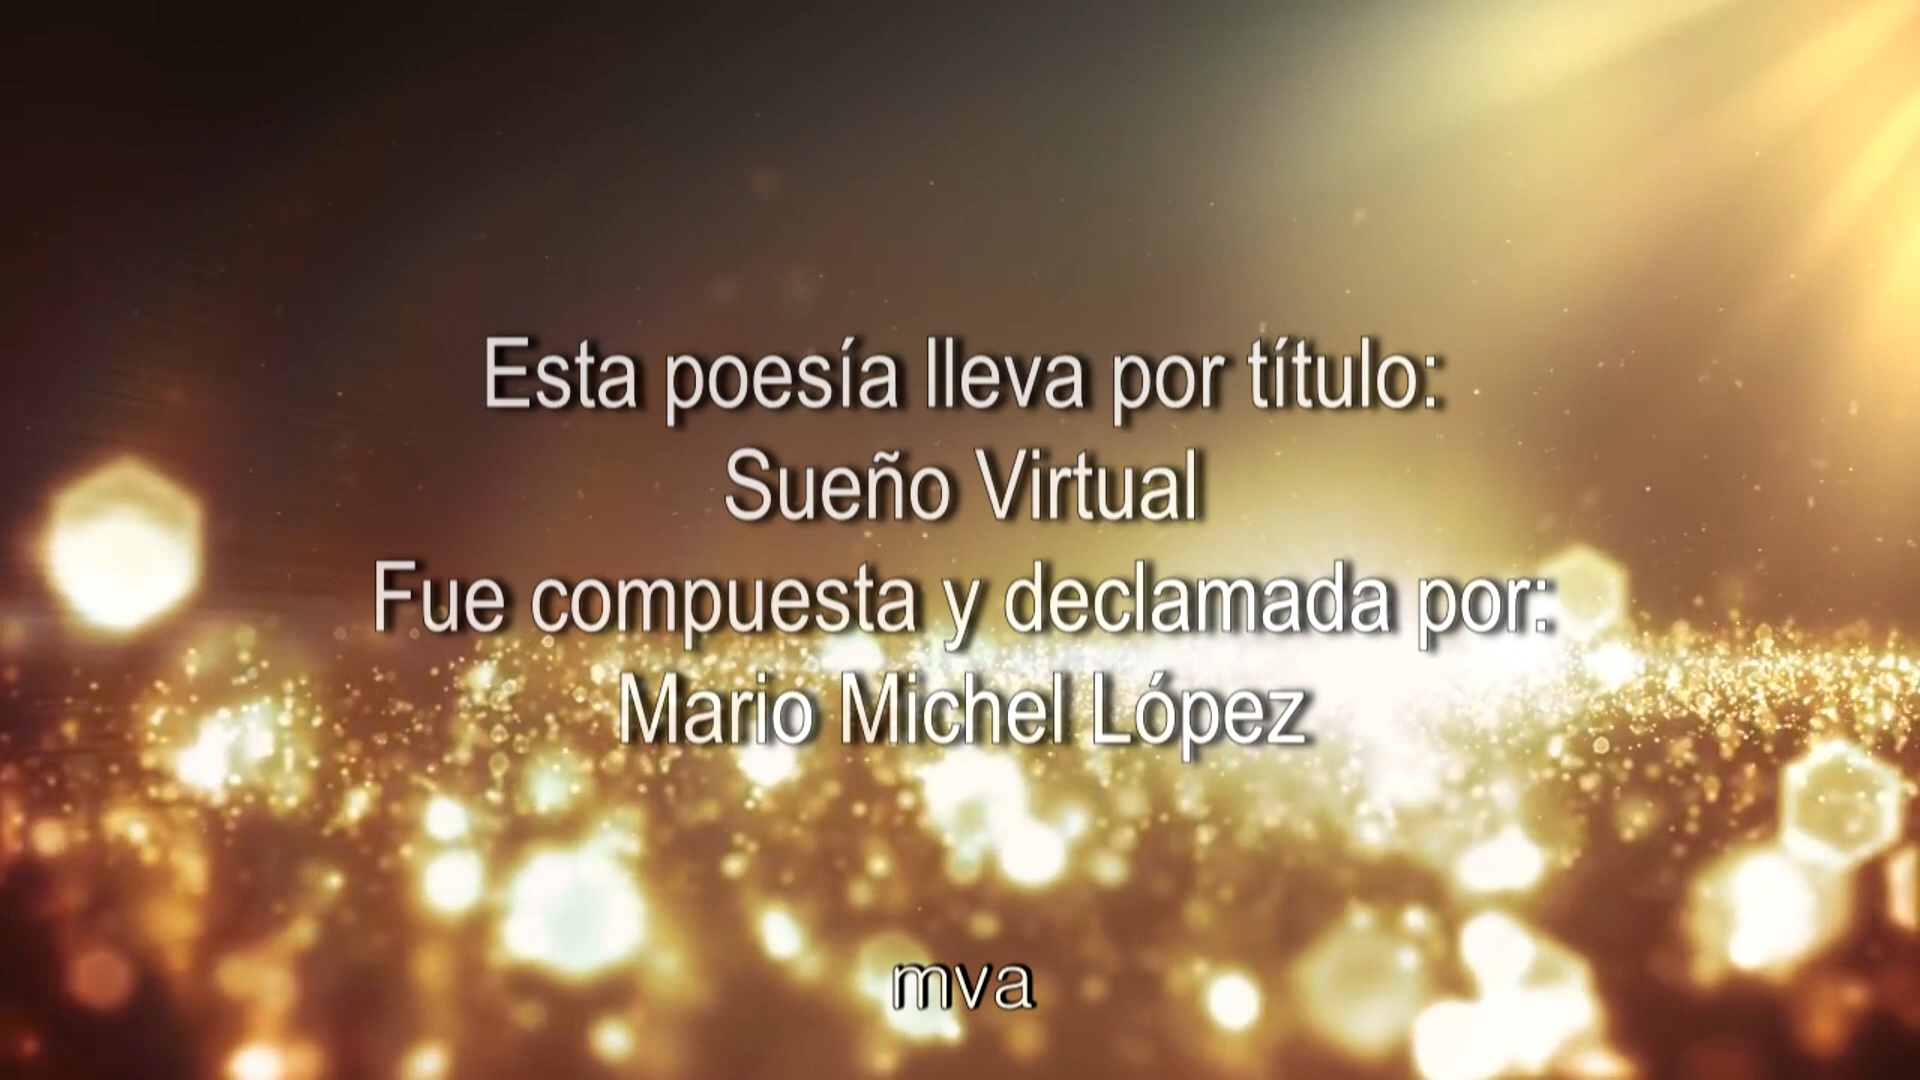 Esta poesía lleva por título:
Sueño Virtual
Fue compuesta y declamada por:
Mario Michel López
mva